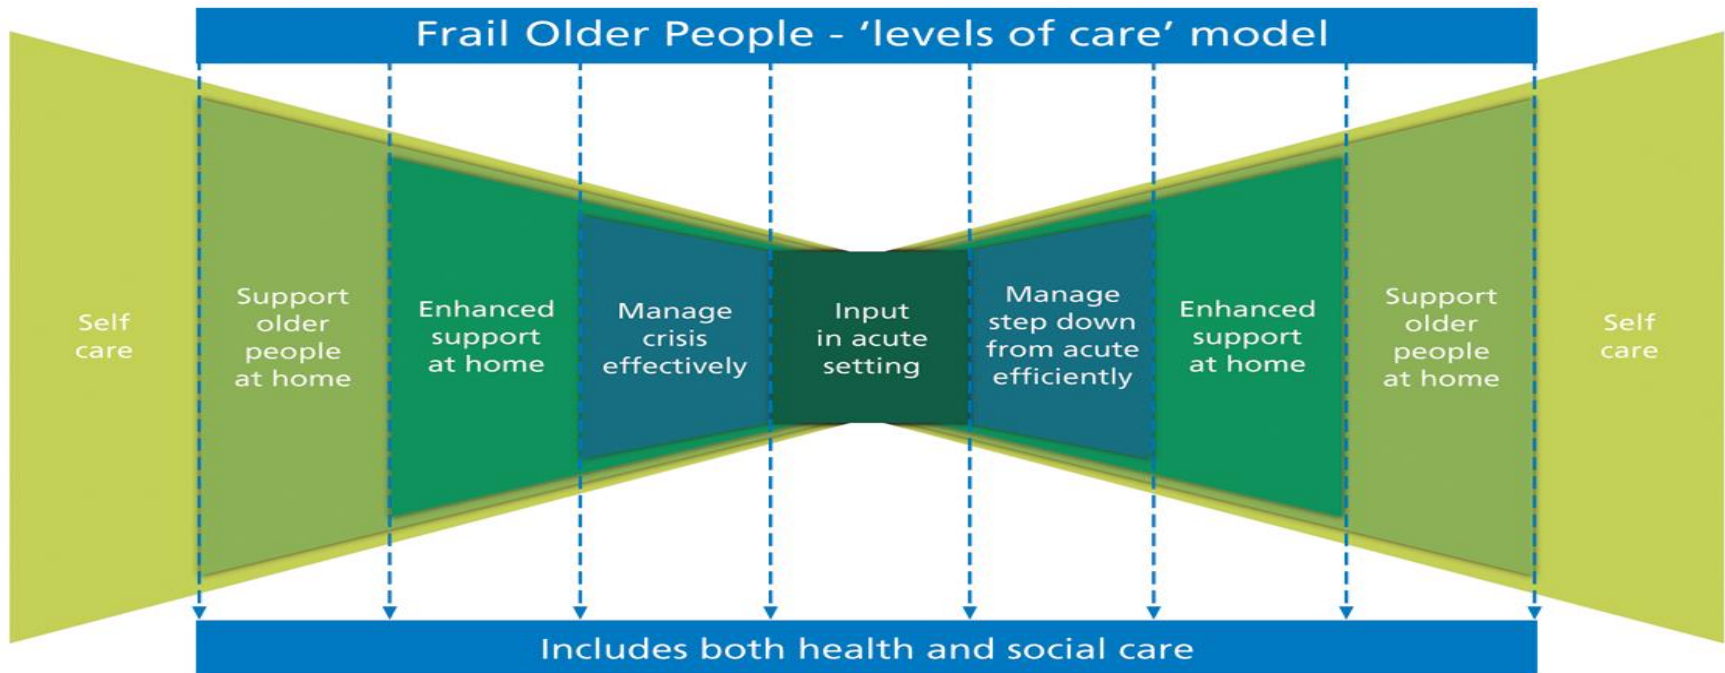 Frail Older People - ‘levels of care’ model
Self
care
Support
older
people
at home
Enhanced
support
at home
Manage
crisis
effectively
Input
in acute
setting
Manage
step down
from acute
efficiently
Enhanced
support
at home
Support
older
people
at home
Self
care
Includes both health and social care